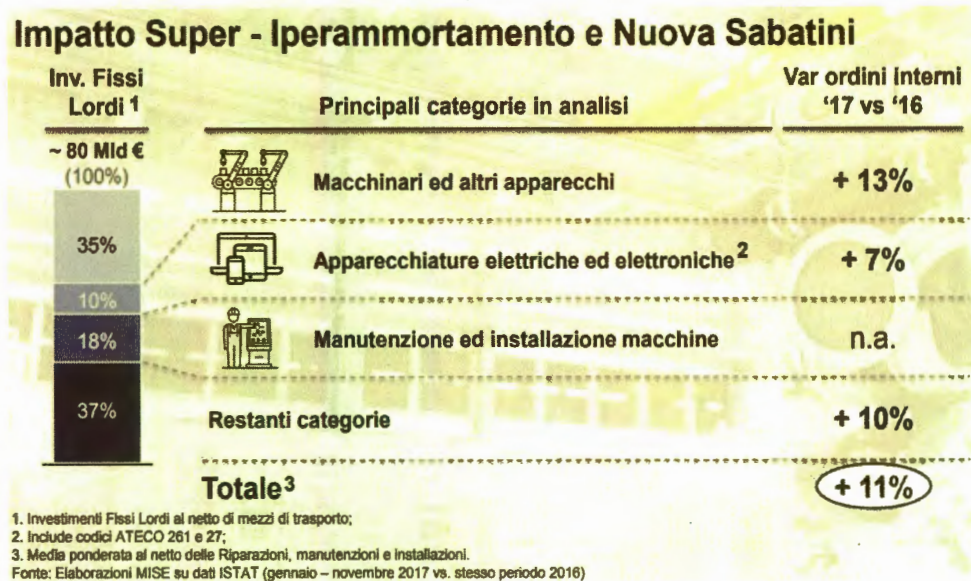 Impatto Super - Iperammortamento e Nuova Sabatini
Inv. Fissi
Lordi 1
Principali categorie in analisi
Var ordini interni
'17 vs '16
~ 80 Mld €
(100%)
35%
Macchinari ed altri apparecchi
+ 13%
10%
Apparecchiature elettriche ed elettroniche 2
+ 7%
18%
Manutenzione ed installazione macchine
n.a.
37%
Restanti categorie
+ 10%
Totale 3
+ 11%
1. Investimenti Fissi Lordi al netto di mezzi di trasporto;
2. Include codici ATECO 261 e 27;
3. Media ponderata al netto delle Riparazioni, manutenzioni e installazioni.
Fonte: Elaborazioni MISE su dati ISTAT (gennaio – novembre 2017 vs. stesso periodo 2016)